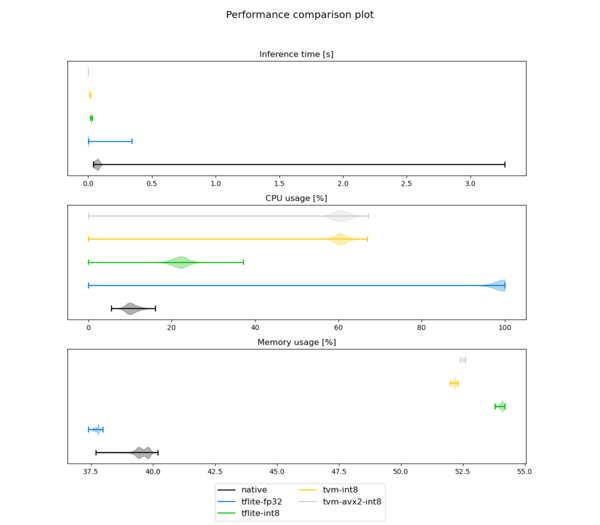 Performance comparison plot
Inference time [s]
0.0 0.5 1.0 1.5 2.0 2.5 3.0
CPU usage [%]
0 20 40 60 80 100
Memory usage [%]
37.5 40.0 42.5 45.0 47.5 50.0 52.5 55.0
native
tflite-fp32
tflite-int8
tvm-int8
tvm-avx2-int8